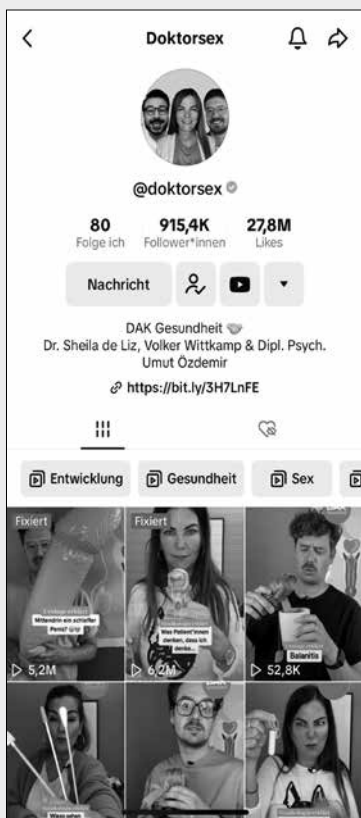 Doktorsex
@doktorsex
80 915,4K 27,8M
Folge ich Follower*innen Likes
Nachricht
DAK Gesundheit
Dr. Sheila de Liz, Volker Wittkamp & Dipl. Psych.
Umut Özdemir
https://bit.ly/3H7LnFE
Entwicklung Gesundheit Sex
Fixiert Fixiert
Mittendrin ein schlaffer
Penis?
Was Patient*innen
denken, dass ich
denke...
Balanitis
5,2M 6,2M 52,8K